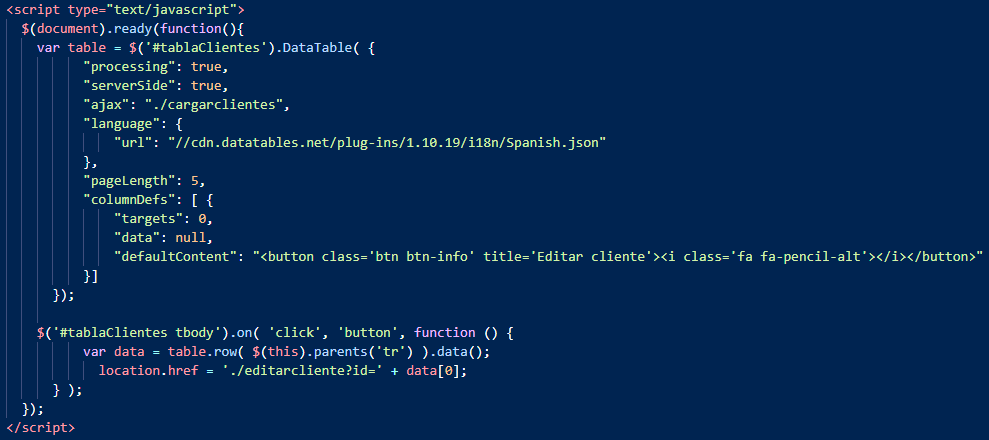 <script type="text/javascript">
$(document).ready(function(){
var table = $('#tablaClientes').DataTable( {
"processing": true,
"serverSide": true,
"ajax": "./cargarclientes",
"language": {
"url": "//cdn.datatables.net/plug-ins/1.10.19/i18n/Spanish.json"
},
"pageLength": 5,
"columnDefs": [ {
"targets": 0,
"data": null,
"defaultContent": "<button class='btn btn-info' title='Editar cliente'><i class='fa fa-pencil-alt'></i></button>"
}]
});
$('#tablaClientes tbody').on( 'click', 'button', function () {
var data = table.row( $(this).parents('tr') ).data();
location.href = './editarcliente?id=' + data[0];
} );
});
</script>